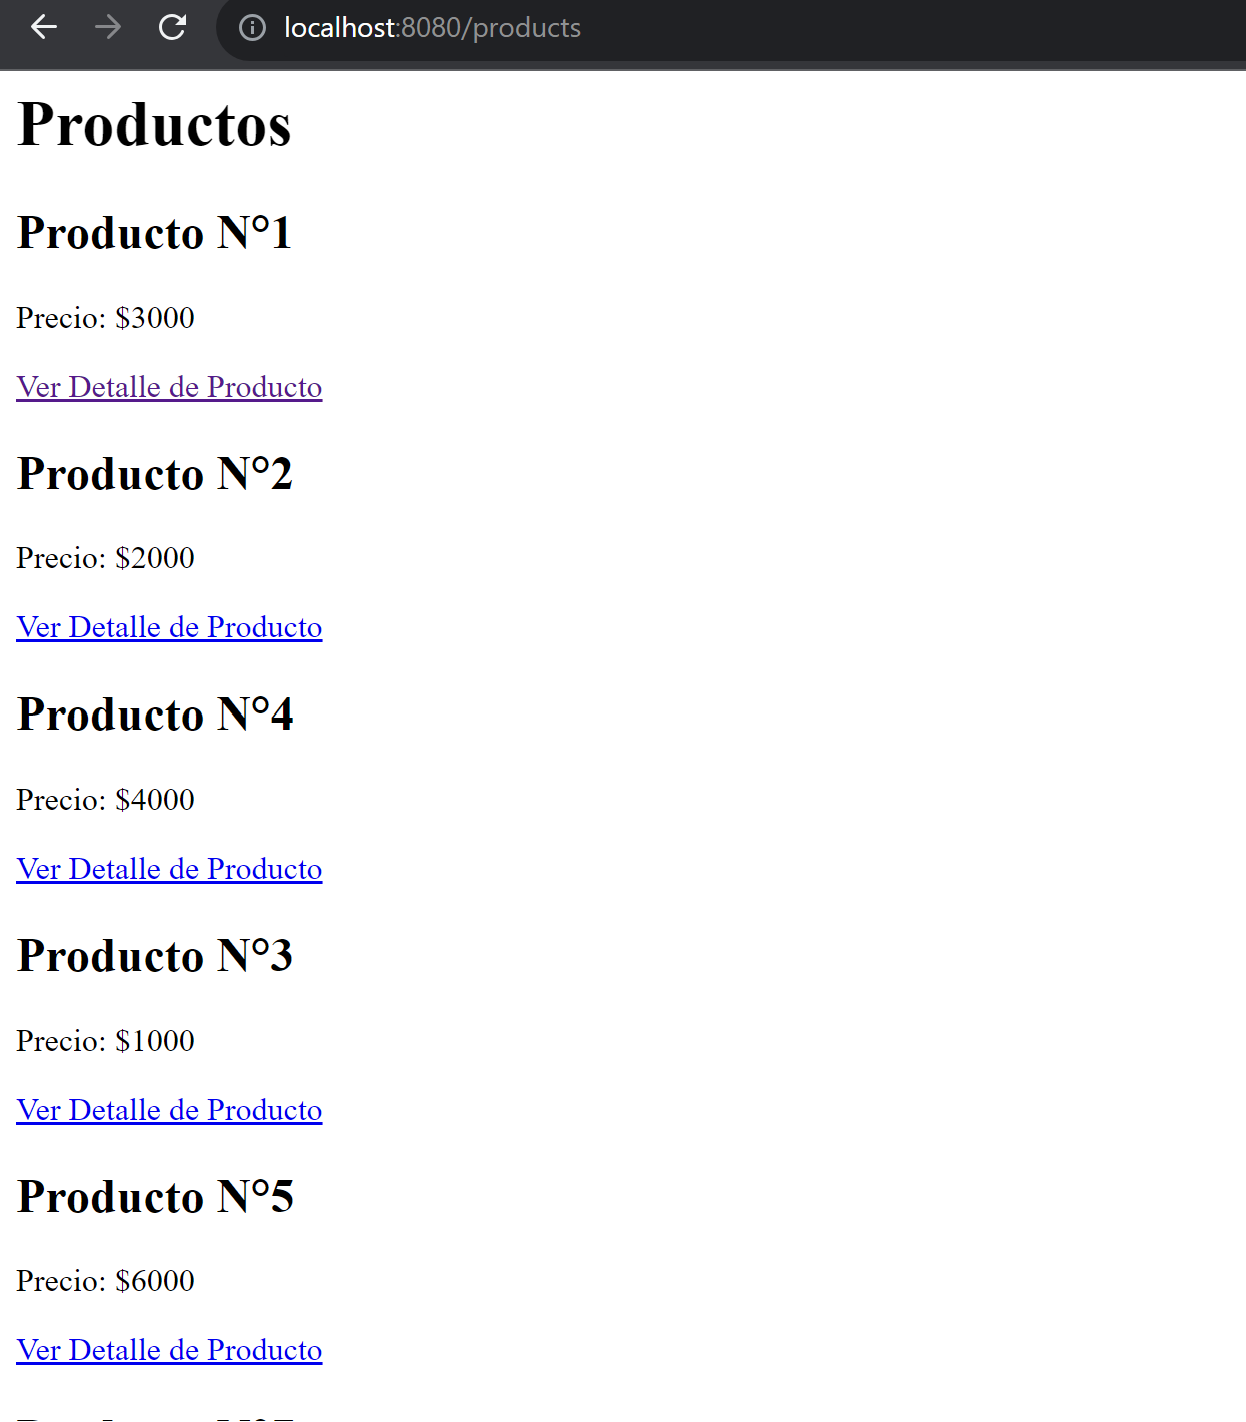 localhost:8080/products
Productos
Producto N°1
Precio: $3000
Ver Detalle de Producto
Producto N°2
Precio: $2000
Ver Detalle de Producto
Producto N°4
Precio: $4000
Ver Detalle de Producto
Producto N°3
Precio: $1000
Ver Detalle de Producto
Producto N°5
Precio: $6000
Ver Detalle de Producto